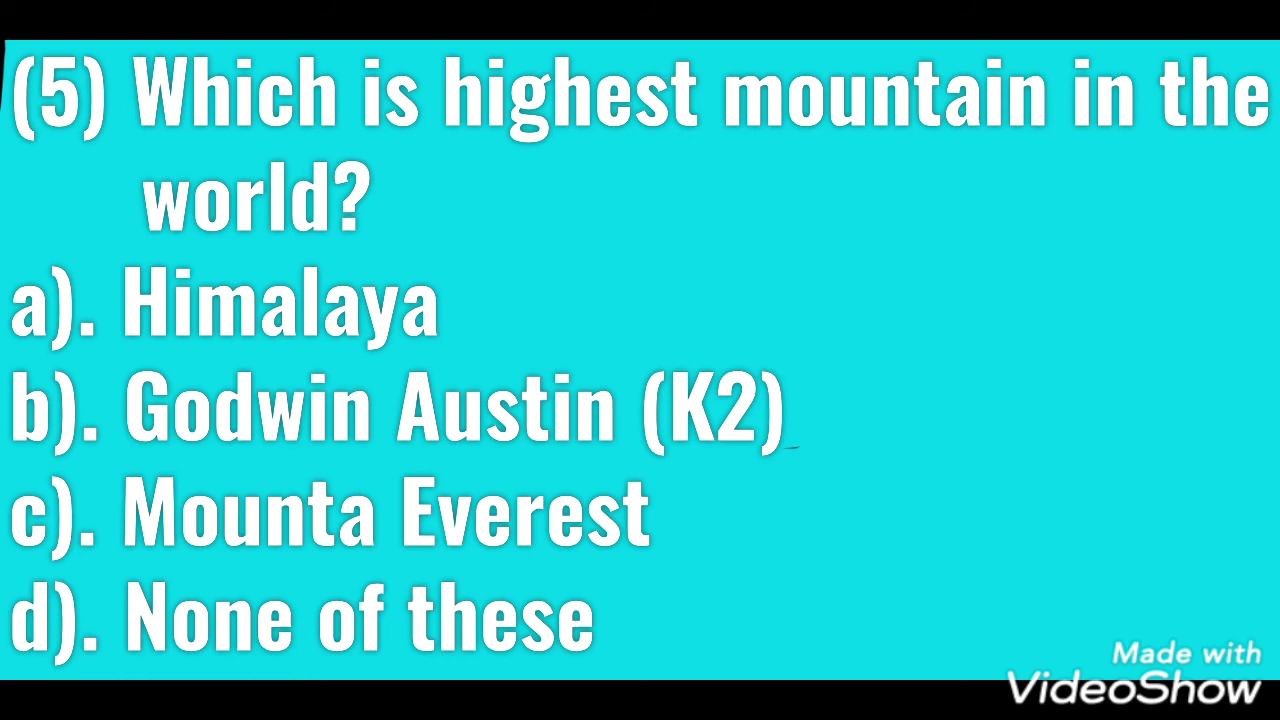 (5) Which is highest mountain in the
world?
a). Himalaya
b). Godwin Austin (K2)
c). Mounta Everest
d). None of these
Made with
VideoShow